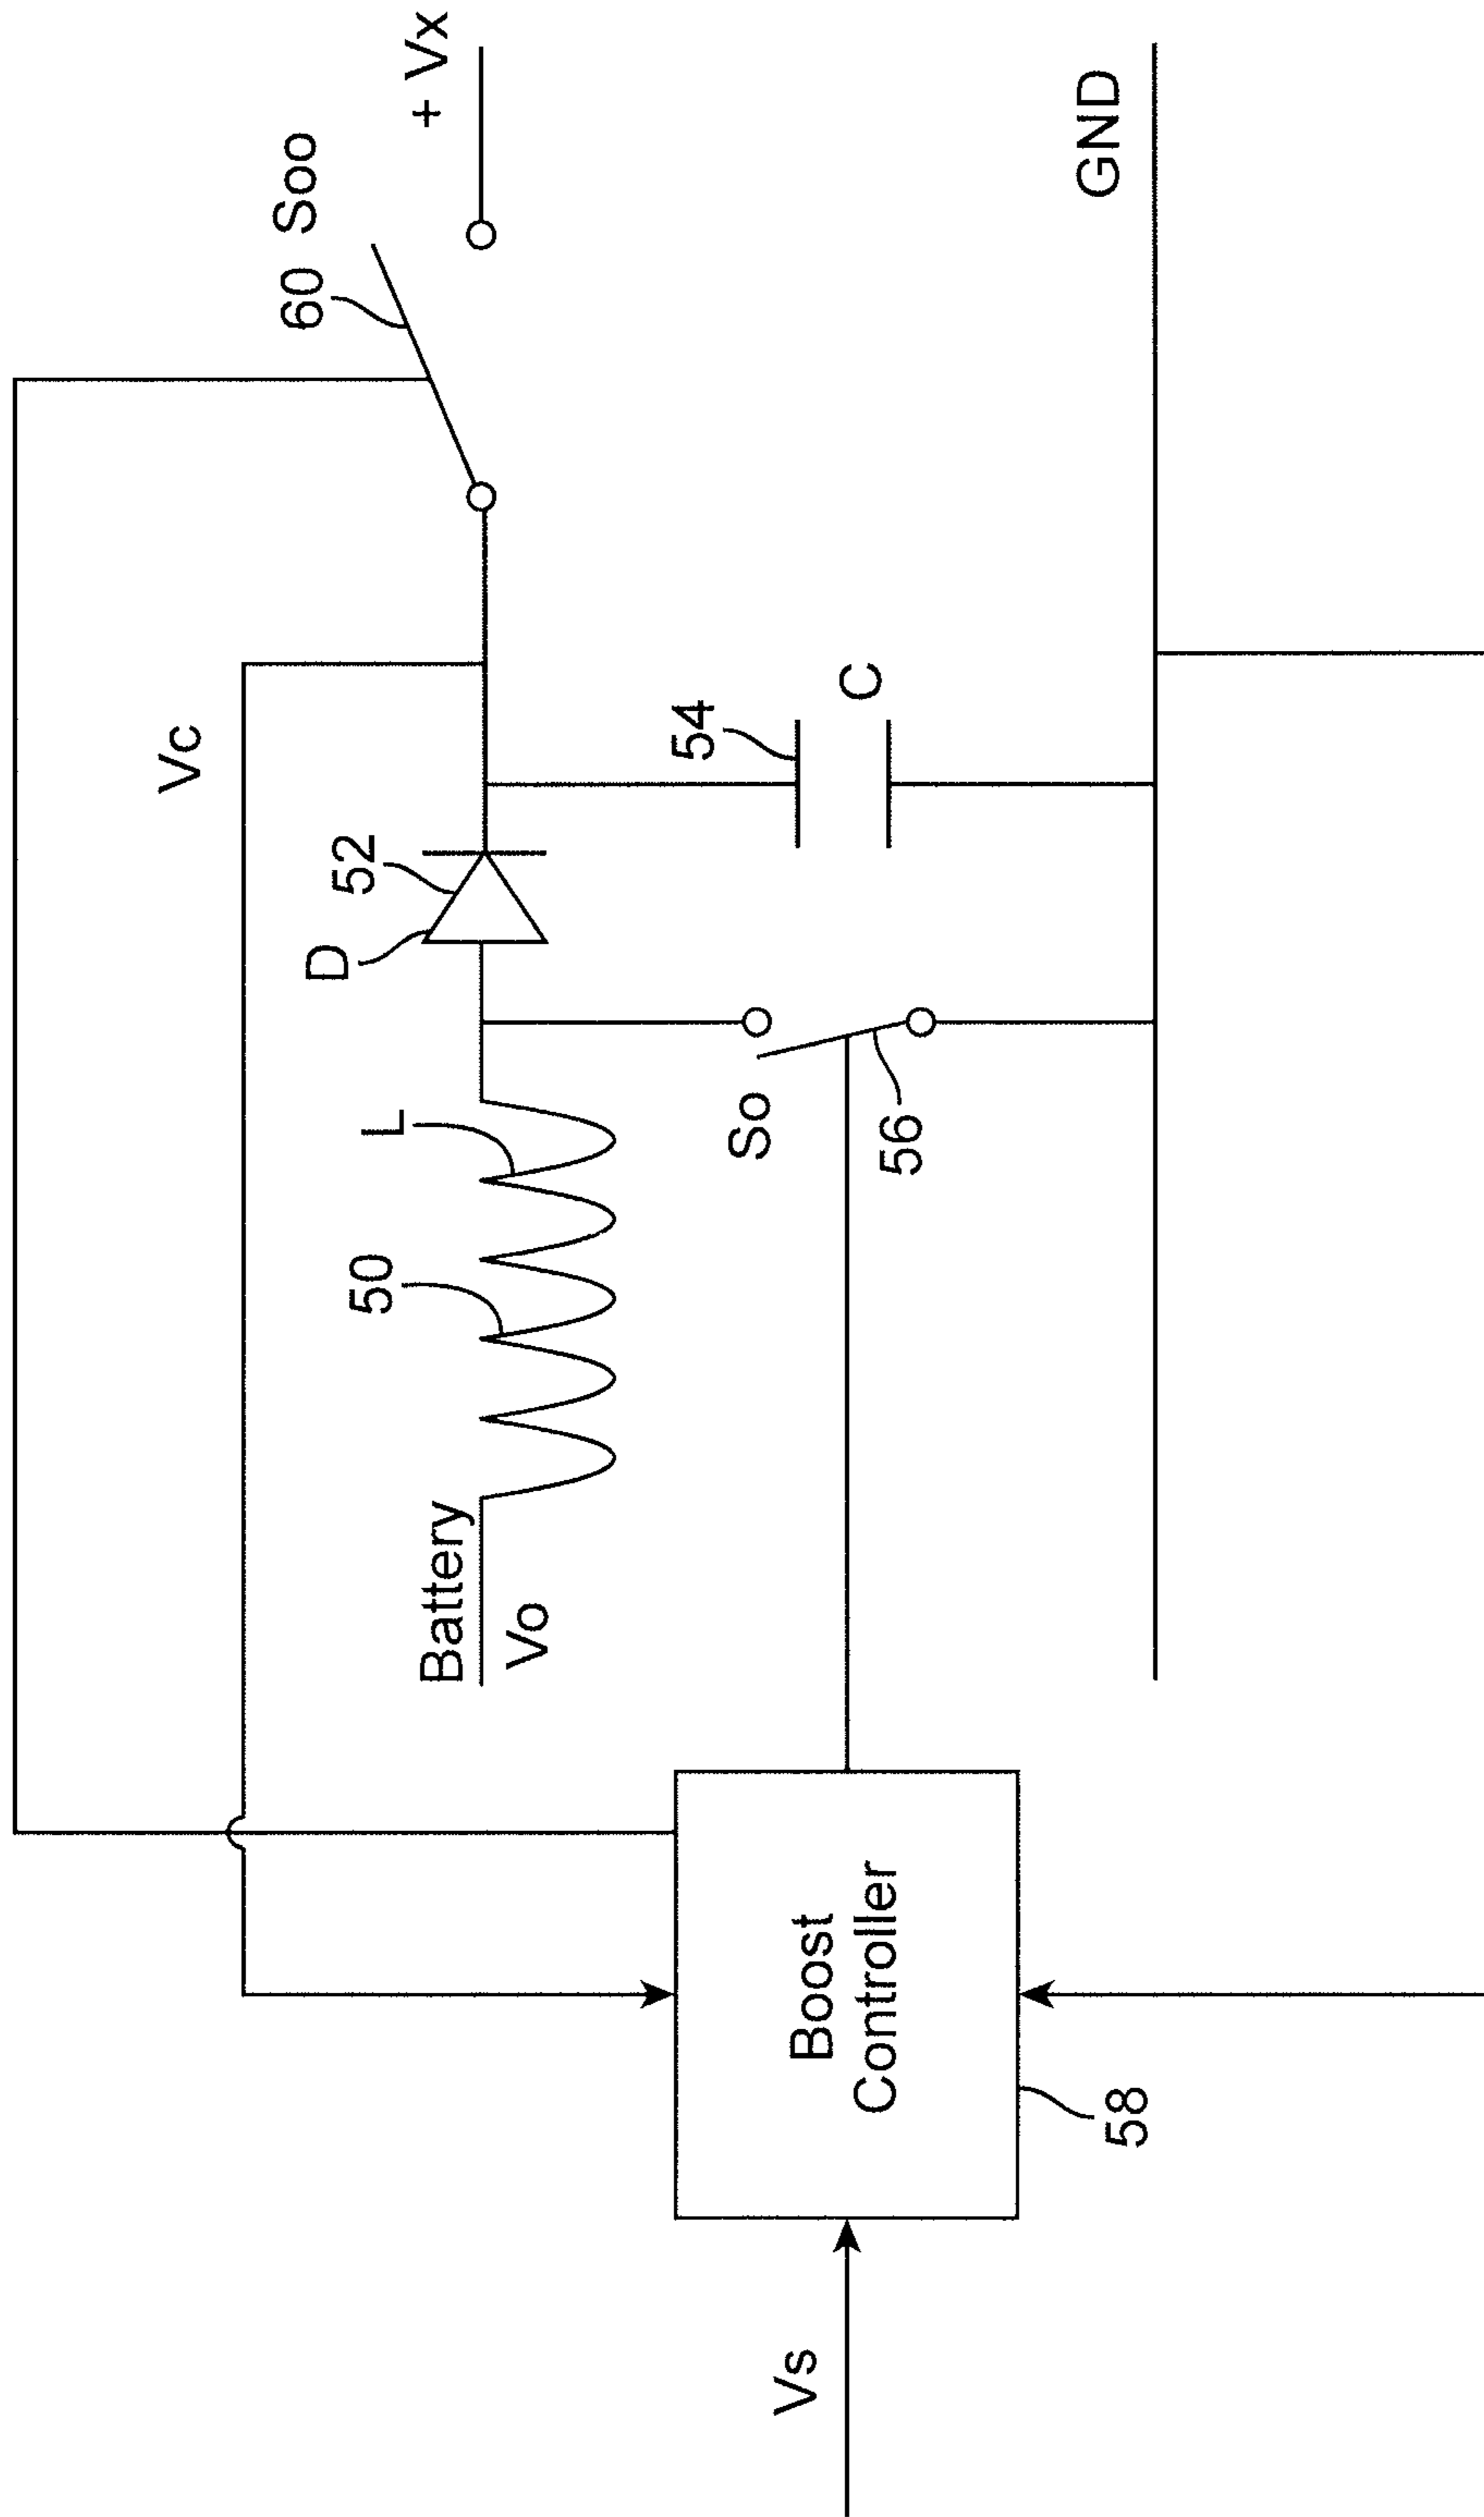 60 Soo
+ Vx
Vc
52
D
L
50
Battery
Vo
54
C
So
56
GND
Boost
Controller
58
Vs